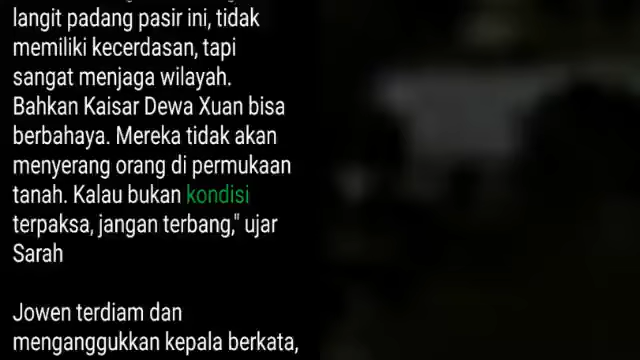 langit padang pasir ini, tidak
memiliki kecerdasan, tapi
sangat menjaga wilayah.
Bahkan Kaisar Dewa Xuan bisa
berbahaya. Mereka tidak akan
menyerang orang di permukaan
tanah. Kalau bukan kondisi
terpaksa, jangan terbang," ujar
Sarah
Jowen terdiam dan
menganggukkan kepala berkata,